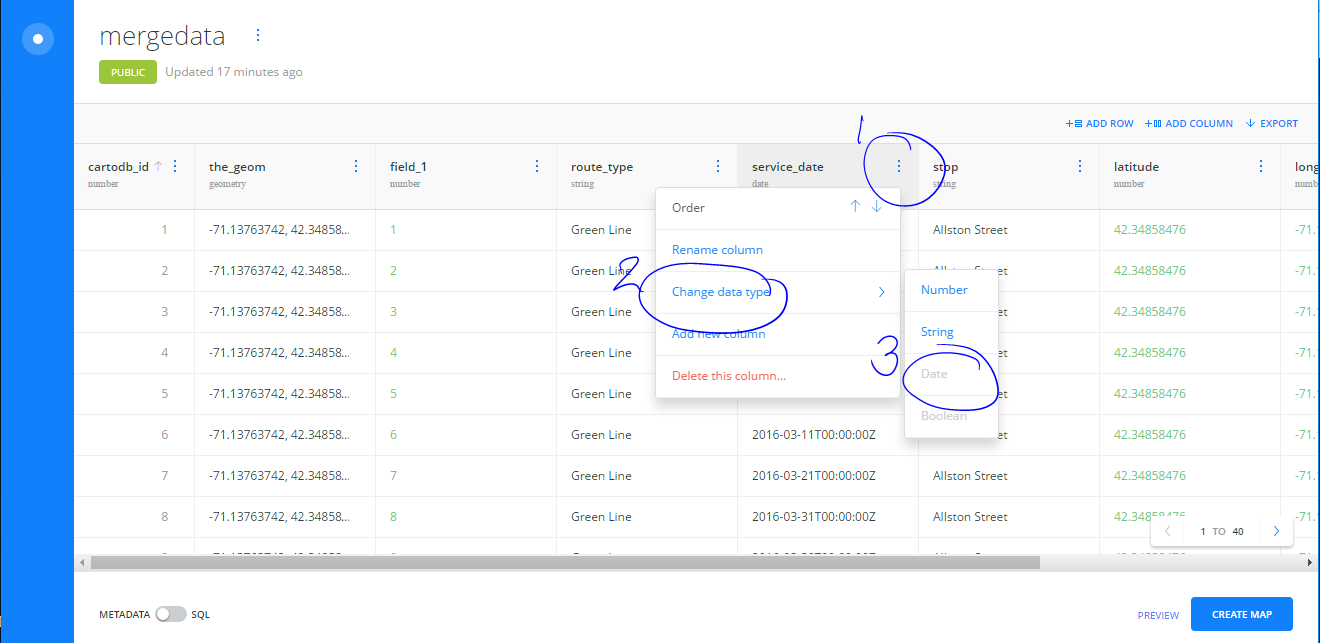 mergedata
PUBLIC Updated 17 minutes ago
ADD ROW ADD COLUMN EXPORT
1
cartodb_id the_geom field_1 route_type service_date stop latitude long
number geometry number string date string number numb
Order
1 -71.13763742, 42.34858... 1 Green Line Allston Street 42.34858476 -71.
Rename column
2 -71.13763742, 42.34858... 2 Green Line Allston Street 42.34858476 -71.
2
Change data type Number
3 -71.13763742, 42.34858... 3 Green Line et 42.34858476 -71.
Add new column String
4 -71.13763742, 42.34858... 4 Green Line et 42.34858476 -71.
3
Delete this column... Date
5 -71.13763742, 42.34858... 5 Green Line et 42.34858476 -71.
Boolean
6 -71.13763742, 42.34858... 6 Green Line 2016-03-11T00:00:00Z et 42.34858476 -71.
7 -71.13763742, 42.34858... 7 Green Line 2016-03-21T00:00:00Z Allston Street 42.34858476 -71.
8 -71.13763742, 42.34858... 8 Green Line 2016-03-31T00:00:00Z Allston Street 42.34858476 -71.
1 TO 40
METADATA SQL PREVIEW CREATE MAP